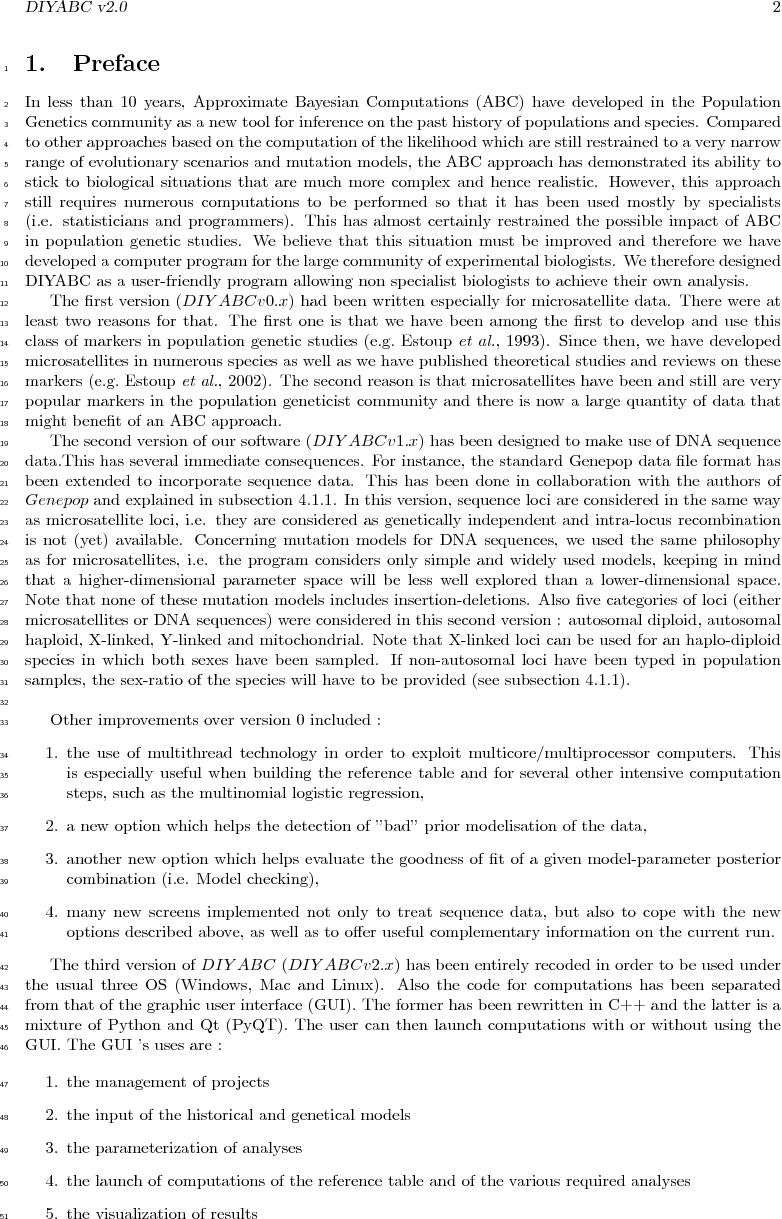 DIYABC v2.0 2
1 1. Preface
2 In less than 10 years, Approximate Bayesian Computations (ABC) have developed in the Population
3 Genetics community as a new tool for inference on the past history of populations and species. Compared
4 to other approaches based on the computation of the likelihood which are still restrained to a very narrow
5 range of evolutionary scenarios and mutation models, the ABC approach has demonstrated its ability to
6 stick to biological situations that are much more complex and hence realistic. However, this approach
7 still requires numerous computations to be performed so that it has been used mostly by specialists
8 (i.e. statisticians and programmers). This has almost certainly restrained the possible impact of ABC
9 in population genetic studies. We believe that this situation must be improved and therefore we have
10 developed a computer program for the large community of experimental biologists. We therefore designed
11 DIYABC as a user-friendly program allowing non specialist biologists to achieve their own analysis.
12 The first version (DIYABCv0.x) had been written especially for microsatellite data. There were at
13 least two reasons for that. The first one is that we have been among the first to develop and use this
14 class of markers in population genetic studies (e.g. Estoup et al., 1993). Since then, we have developed
15 microsatellites in numerous species as well as we have published theoretical studies and reviews on these
16 markers (e.g. Estoup et al., 2002). The second reason is that microsatellites have been and still are very
17 popular markers in the population geneticist community and there is now a large quantity of data that
18 might benefit of an ABC approach.
19 The second version of our software (DIYABCv1.x) has been designed to make use of DNA sequence
20 data.This has several immediate consequences. For instance, the standard Genepop data file format has
21 been extended to incorporate sequence data. This has been done in collaboration with the authors of
22 Genepop and explained in subsection 4.1.1. In this version, sequence loci are considered in the same way
23 as microsatellite loci, i.e. they are considered as genetically independent and intra-locus recombination
24 is not (yet) available. Concerning mutation models for DNA sequences, we used the same philosophy
25 as for microsatellites, i.e. the program considers only simple and widely used models, keeping in mind
26 that a higher-dimensional parameter space will be less well explored than a lower-dimensional space.
27 Note that none of these mutation models includes insertion-deletions. Also five categories of loci (either
28 microsatellites or DNA sequences) were considered in this second version : autosomal diploid, autosomal
29 haploid, X-linked, Y-linked and mitochondrial. Note that X-linked loci can be used for an haplo-diploid
30 species in which both sexes have been sampled. If non-autosomal loci have been typed in population
31 samples, the sex-ratio of the species will have to be provided (see subsection 4.1.1).
32
33 Other improvements over version 0 included :
34 1. the use of multithread technology in order to exploit multicore/multiprocessor computers. This
35 is especially useful when building the reference table and for several other intensive computation
36 steps, such as the multinomial logistic regression,
37 2. a new option which helps the detection of "bad" prior modelisation of the data,
38 3. another new option which helps evaluate the goodness of fit of a given model-parameter posterior
39 combination (i.e. Model checking),
40 4. many new screens implemented not only to treat sequence data, but also to cope with the new
41 options described above, as well as to offer useful complementary information on the current run.
42 The third version of DIYABC (DIYABCv2.x) has been entirely recoded in order to be used under
43 the usual three OS (Windows, Mac and Linux). Also the code for computations has been separated
44 from that of the graphic user interface (GUI). The former has been rewritten in C++ and the latter is a
45 mixture of Python and Qt (PyQT). The user can then launch computations with or without using the
46 GUI. The GUI 's uses are :
47 1. the management of projects
48 2. the input of the historical and genetical models
49 3. the parameterization of analyses
50 4. the launch of computations of the reference table and of the various required analyses
51 5. the visualization of results